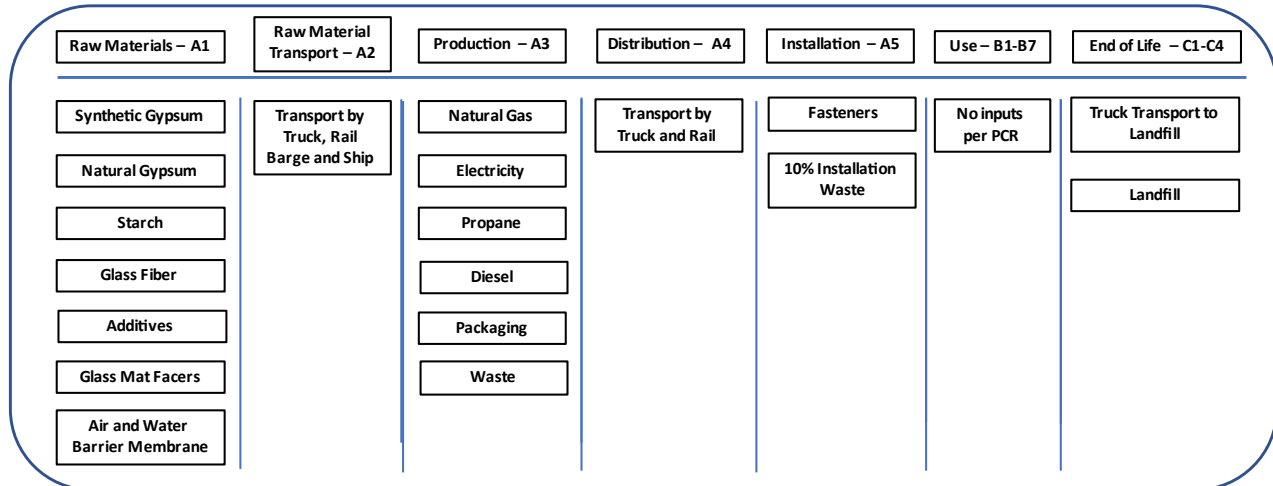 Raw Materials – A1
Raw Material
Transport – A2
Production – A3
Distribution – A4
Installation – A5
Use – B1-B7
End of Life – C1-C4
Synthetic Gypsum
Natural Gypsum
Starch
Glass Fiber
Additives
Glass Mat Facers
Air and Water
Barrier Membrane
Transport by
Truck, Rail
Barge and Ship
Natural Gas
Electricity
Propane
Diesel
Packaging
Waste
Transport by
Truck and Rail
Fasteners
10% Installation
Waste
No inputs
per PCR
Truck Transport to
Landfill
Landfill